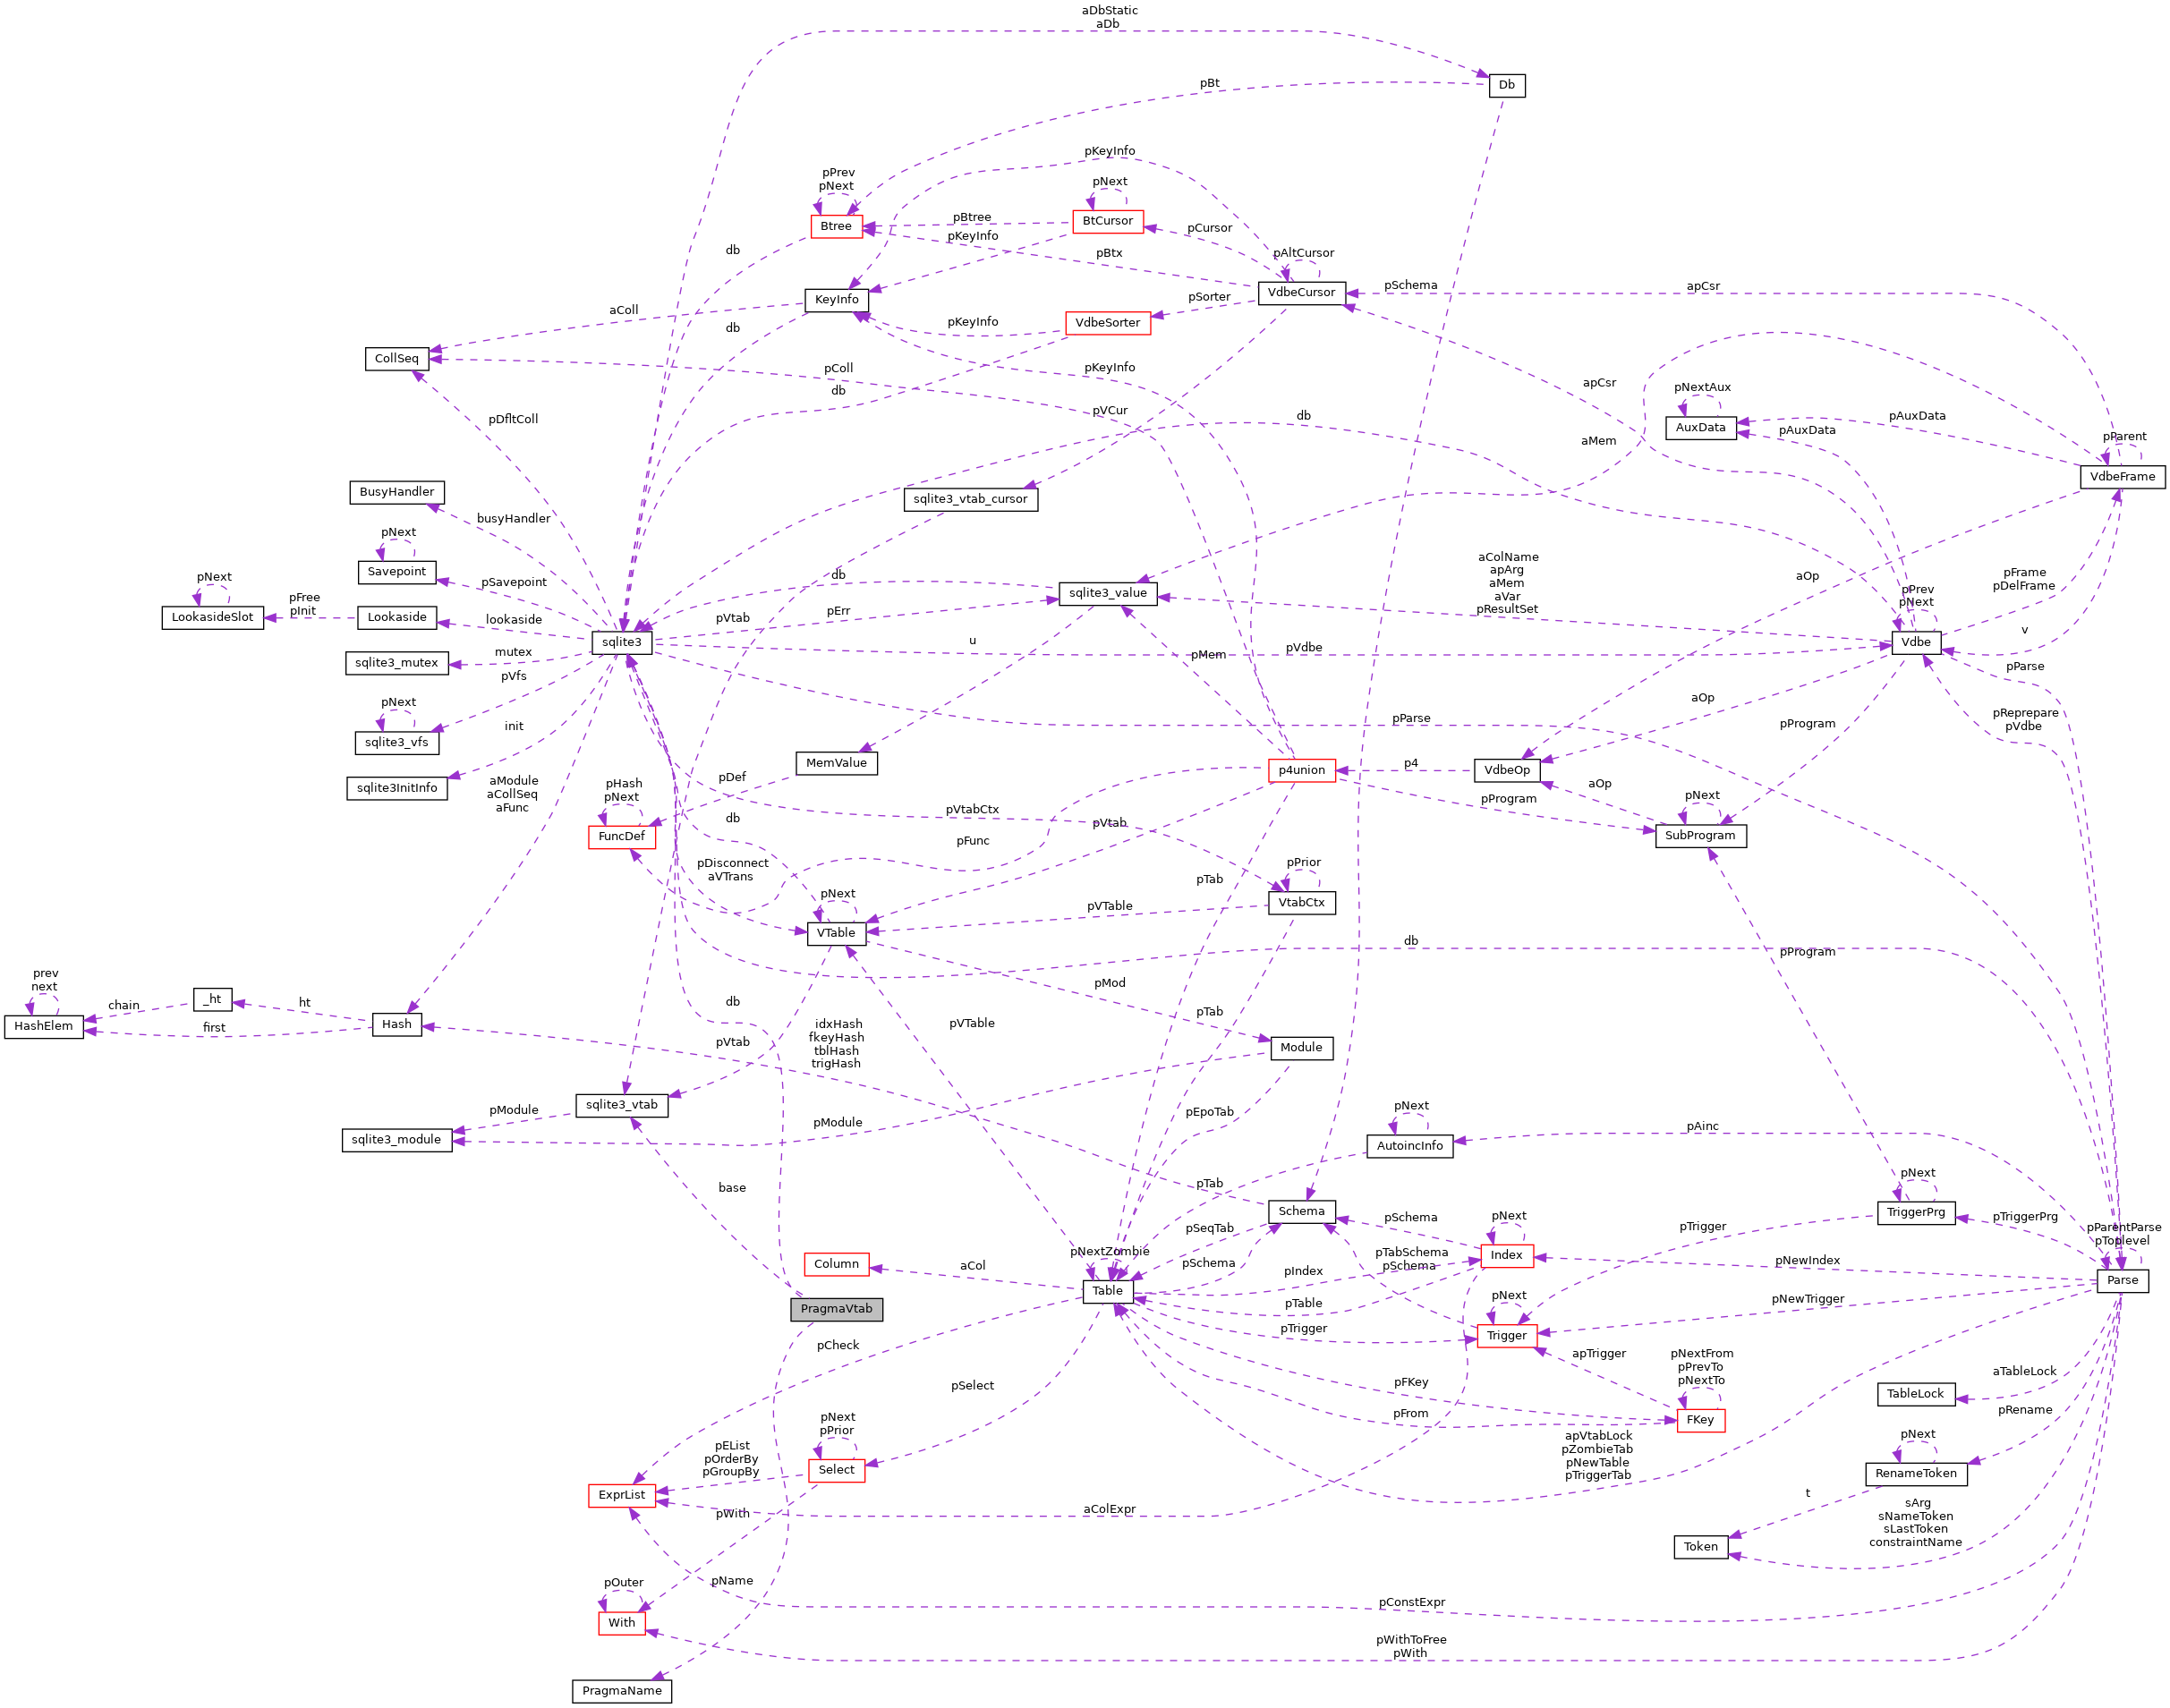 aDbStatic
aDb
Db
pBt
pKeyInfo
pPrev
pNext
pNext
Btree
BtCursor
pBtree
pKeyInfo
pCursor
pBtx
pAltCursor
db
VdbeCursor
pSchema
apCsr
KeyInfo
pSorter
aColl
VdbeSorter
pKeyInfo
db
CollSeq
pColl
db
pKeyInfo
apCsr
pNextAux
pVCur
pDfltColl
db
AuxData
pAuxData
pAuxData
aMem
pParent
VdbeFrame
BusyHandler
busyHandler
sqlite3_vtab_cursor
pNext
Savepoint
pSavepoint
db
aColName
apArg
aMem
aVar
pResultSet
aOp
pFrame
pDelFrame
pNext
LookasideSlot
pFree
pInit
Lookaside
lookaside
sqlite3_value
pErr
pVtab
pPrev
pNext
sqlite3
u
v
Vdbe
sqlite3_mutex
mutex
pVfs
pMem
pVdbe
pParse
pNext
sqlite3_vfs
init
aOp
pProgram
pParse
pReprepare
pVdbe
MemValue
p4union
p4
VdbeOp
sqlite3InitInfo
aModule
aCollSeq
aFunc
pHash
pNext
pDef
FuncDef
db
pVtabCtx
pProgram
aOp
pNext
SubProgram
pVtab
pFunc
pDisconnect
aVTrans
pPrior
VtabCtx
pTab
pNext
VTable
pVTable
db
pProgram
prev
next
HashElem
chain
first
_ht
ht
Hash
pMod
db
pVtab
idxHash
fkeyHash
tblHash
trigHash
pVTable
pTab
Module
sqlite3_vtab
pModule
sqlite3_module
pModule
pEpoTab
pNext
AutoincInfo
pAinc
base
pTab
Schema
pSeqTab
pSchema
pNext
Index
pSchema
pTabSchema
pSchema
pTrigger
pNext
TriggerPrg
pTriggerPrg
pParentParse
pToplevel
Parse
Column
aCol
pNextZombie
Table
pIndex
pTable
pNewIndex
pNewTrigger
PragmaVtab
pTrigger
pNext
Trigger
pCheck
apTrigger
pNextFrom
pPrevTo
pNextTo
FKey
pFKey
pFrom
pSelect
aTableLock
TableLock
pRename
pNext
pPrior
Select
pEList
pOrderBy
pGroupBy
ExprList
apVtabLock
pZombieTab
pNewTable
pTriggerTab
pNext
RenameToken
pWith
aColExpr
t
Token
sArg
sNameToken
sLastToken
constraintName
pOuter
With
pName
pConstExpr
pWithToFree
pWith
PragmaName